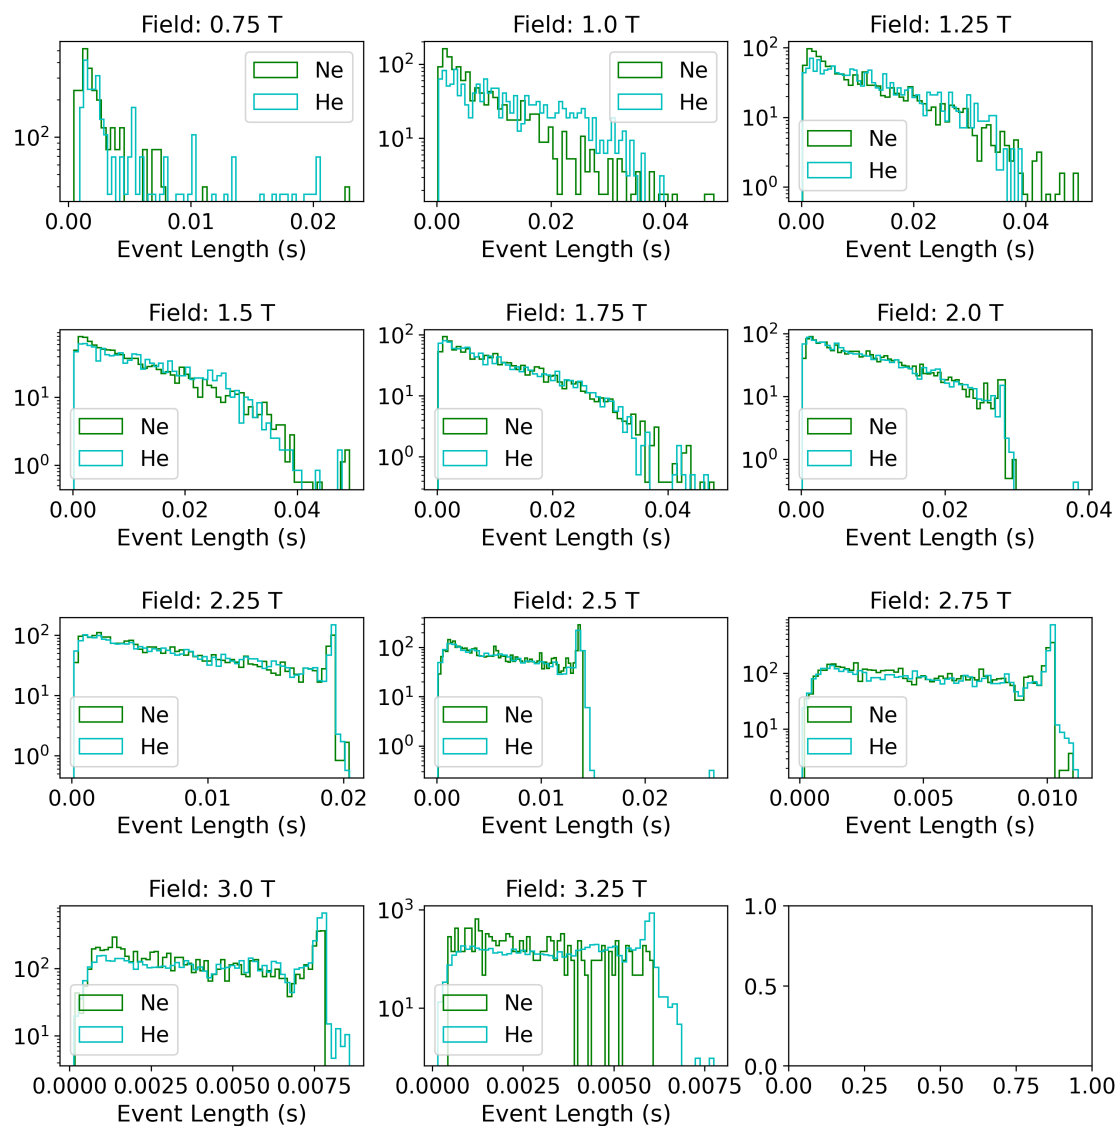 Field: 0.75 T
Field: 1.0 T
Field: 1.25 T
Ne
He
Ne
He
Ne
He
10²
10²
10¹
10²
10¹
10⁰
0.00 0.01 0.02
0.00 0.02 0.04
0.00 0.02 0.04
Event Length (s)
Event Length (s)
Event Length (s)
Field: 1.5 T
Field: 1.75 T
Field: 2.0 T
10¹
10⁰
10²
10¹
10⁰
10²
10¹
10⁰
Ne
He
Ne
He
Ne
He
0.00 0.02 0.04
0.00 0.02 0.04
0.00 0.02 0.04
Event Length (s)
Event Length (s)
Event Length (s)
Field: 2.25 T
Field: 2.5 T
Field: 2.75 T
10²
10¹
10⁰
10²
10¹
10⁰
10²
10¹
Ne
He
Ne
He
Ne
He
0.00 0.01 0.02
0.00 0.01 0.02
0.000 0.005 0.010
Event Length (s)
Event Length (s)
Event Length (s)
Field: 3.0 T
Field: 3.25 T
10²
10¹
10³
10¹
1.0
0.5
0.0
Ne
He
Ne
He
0.0000 0.0025 0.0050 0.0075
0.0000 0.0025 0.0050 0.0075
0.00 0.25 0.50 0.75 1.00
Event Length (s)
Event Length (s)